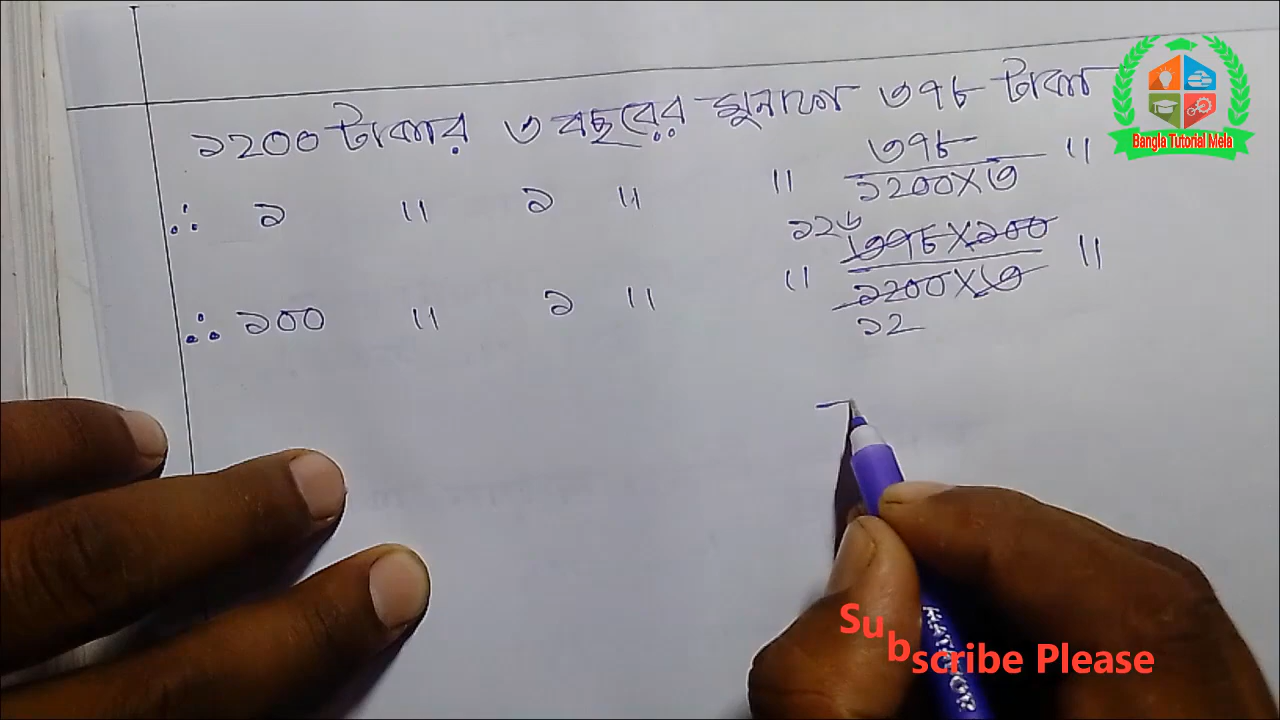 ১২০০ টাকার ৩ বছরের মুনাফা ৩৭৮ টাকা
∴ ১ " ১ " " ৩৭৮/১২০০×৩ "
১২৬
∴ ১০০ " ১ " " ৩৭৮×১০০/১২০০×৩ "
১২
Bangla Tutorial Mela
Subscribe Please